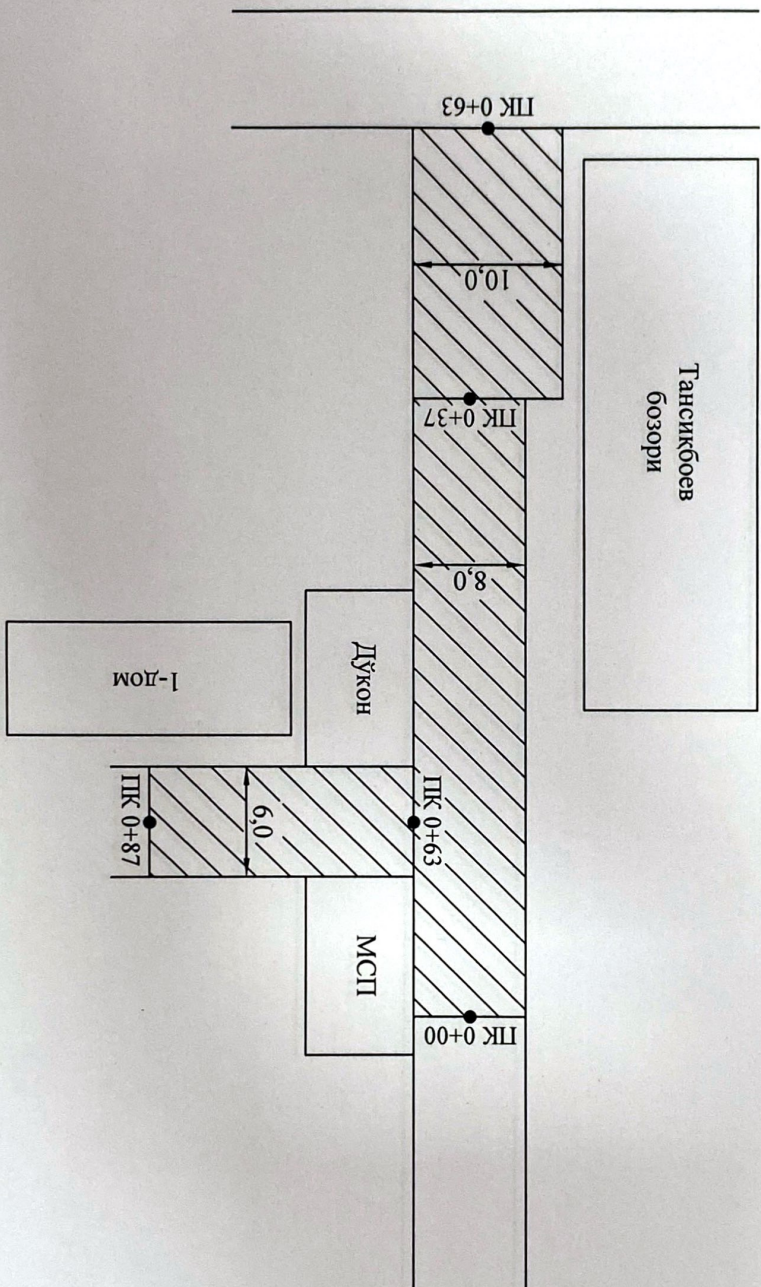 ПК 0+63
10,0
ПК 0+37
Тансикбоев
бозори
8,0
Дўкон
1-дом
ПК 0+63
6,0
ПК 0+87
МСП
ПК 0+00